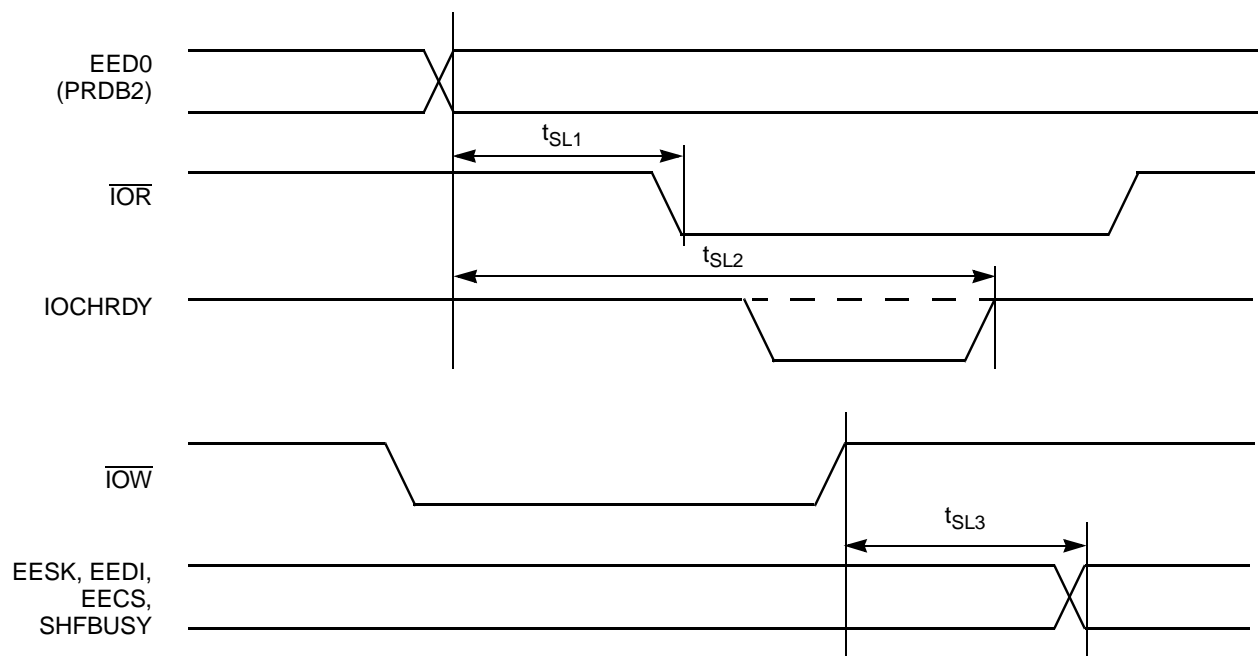 EED0
(PRDB2)
tSL1
IOR
tSL2
IOCHRDY
IOW
tSL3
EESK, EEDI,
EECS,
SHFBUSY